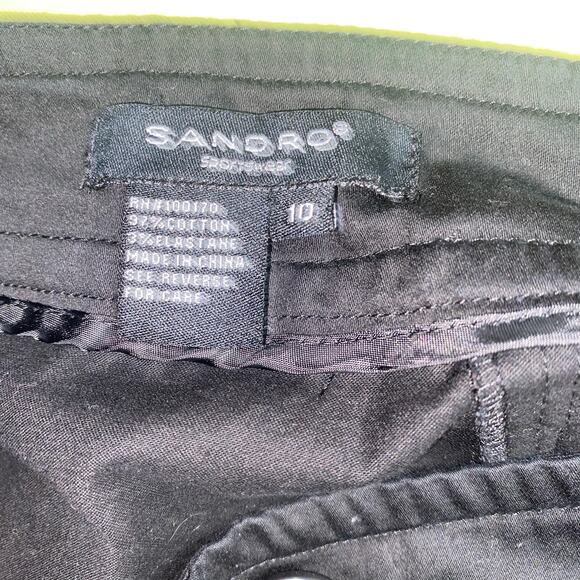 SANDRO®
Sportswear
10
RN#100170
97%COTTON
3%ELASTANE
MADE IN CHINA
SEE REVERSE
FOR CARE